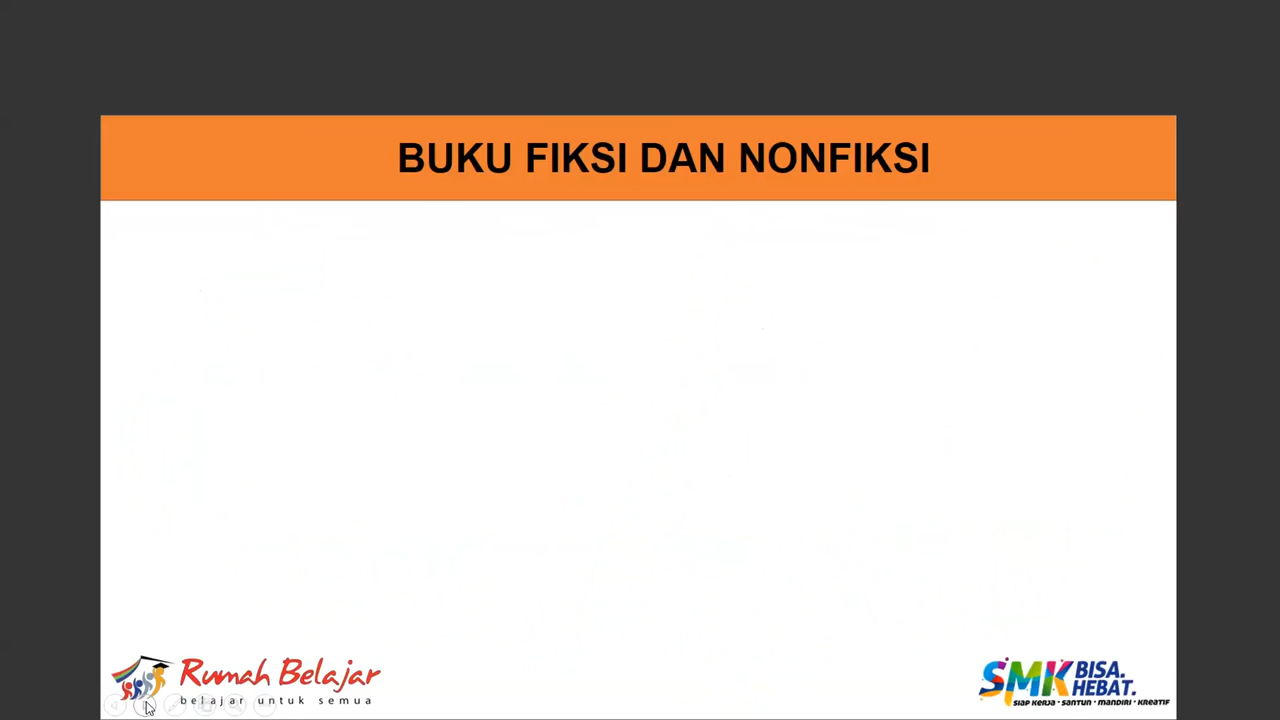 BUKU FIKSI DAN NONFIKSI
Rumah Belajar
belajar untuk semua
SMK BISA.
HEBAT.
SIAP KERJA • SANTUN • MANDIRI • KREATIF